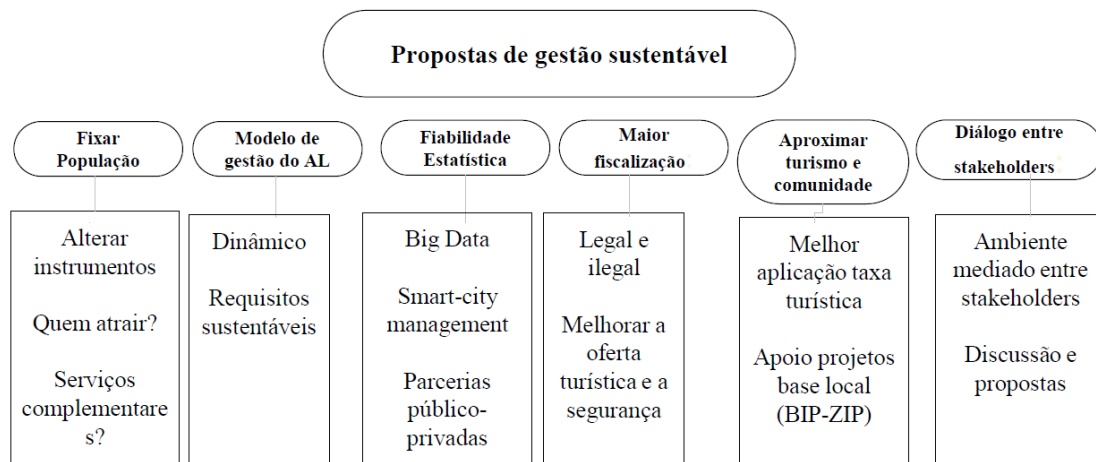 Propostas de gestão sustentável
Fixar
População
Modelo de
gestão do AL
Fiabilidade
Estatística
Maior
fiscalização
Aproximar
turismo e
comunidade
Diálogo entre
stakeholders
Alterar
instrumentos
Quem atrair?
Serviços
complementare
s?
Dinâmico
Requisitos
sustentáveis
Big Data
Smart-city
management
Parcerias
público-
privadas
Legal e
ilegal
Melhorar a
oferta
turística e a
segurança
Melhor
aplicação taxa
turística
Apoio projetos
base local
(BIP-ZIP)
Ambiente
mediado entre
stakeholders
Discussão e
propostas